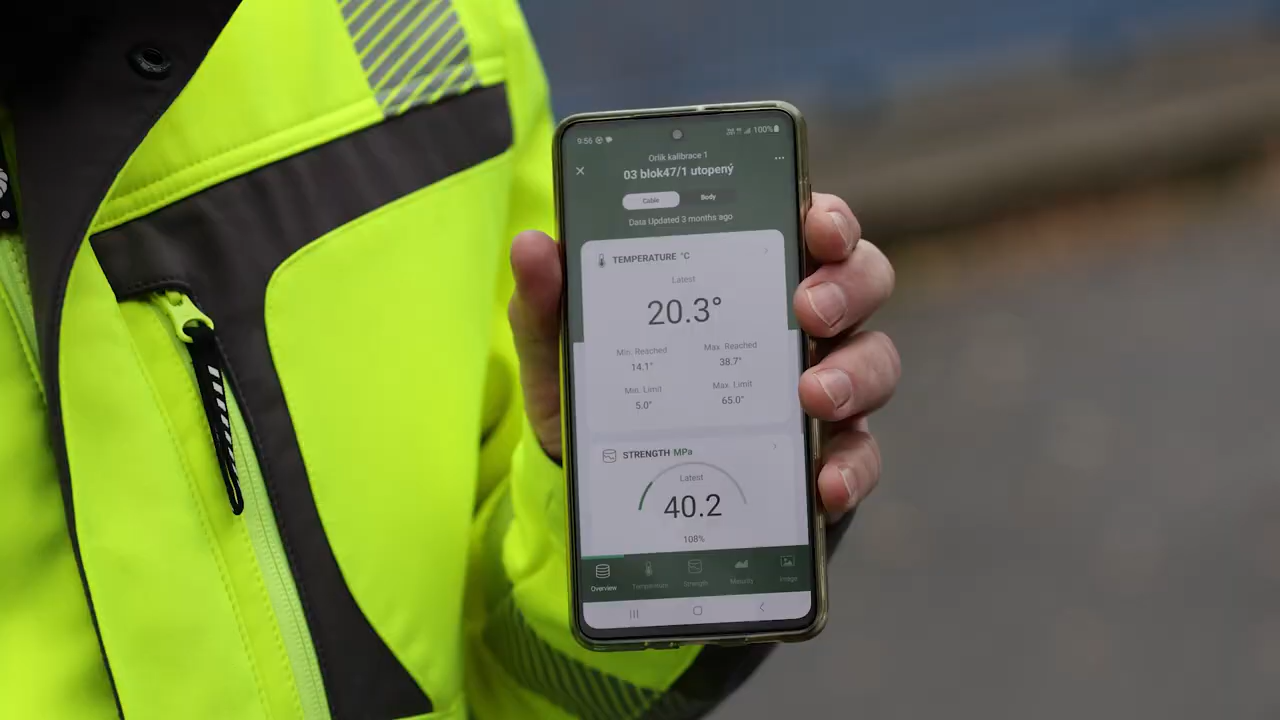 9:56
100%
Orlík kalibrace 1
03 blok47/1 utopený
Cable
Body
Data Updated 3 months ago
TEMPERATURE °C
Latest
20.3°
Min. Reached
Max. Reached
14.1°
38.7°
Min. Limit
Max. Limit
5.0°
65.0°
STRENGTH MPa
Latest
40.2
108%
Overview
Temperature
Strength
Maturity
Image